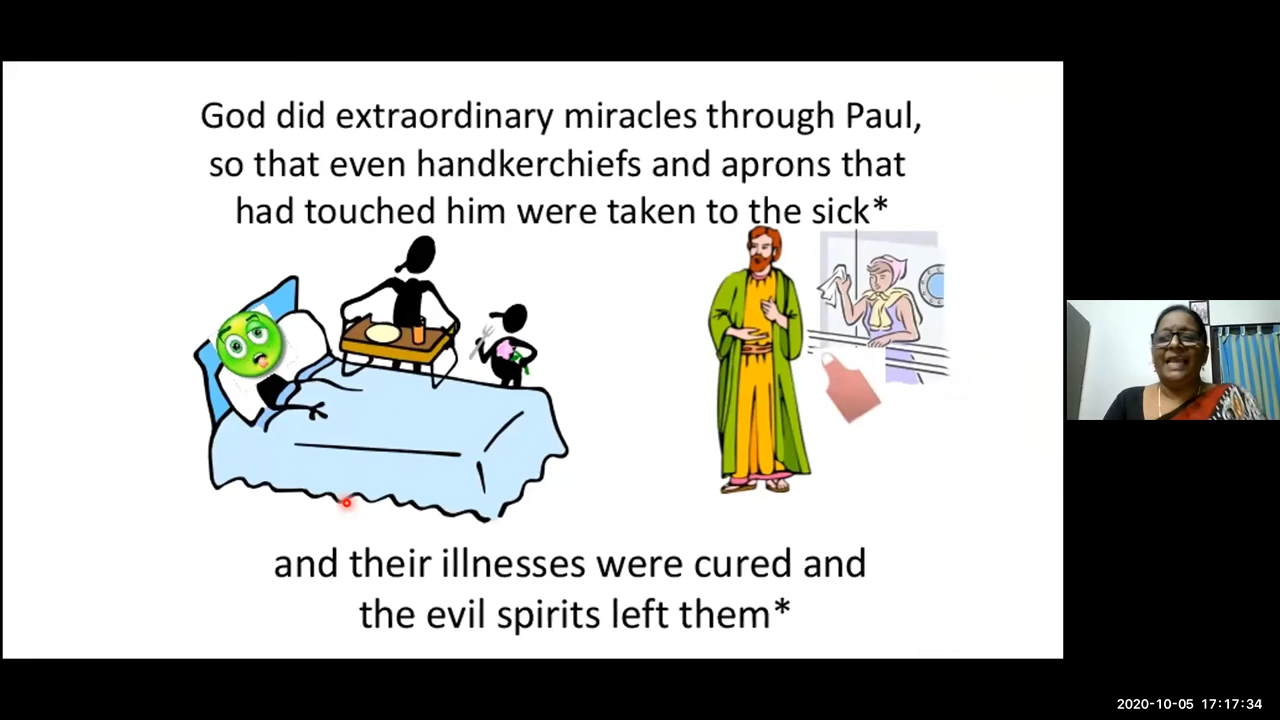 God did extraordinary miracles through Paul,
so that even handkerchiefs and aprons that
had touched him were taken to the sick*
and their illnesses were cured and
the evil spirits left them*
2020-10-05 17:17:34